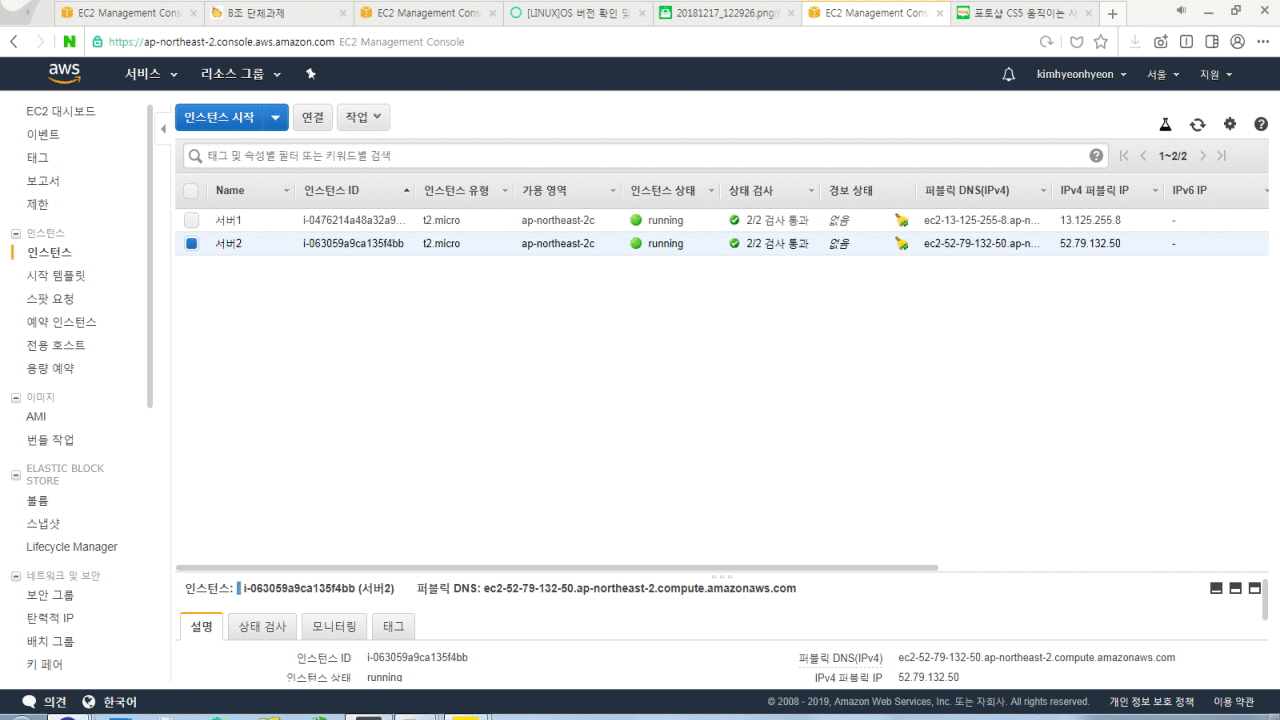 EC2 Management Cons
B조 단체과제
EC2 Management Cons
[LINUX]OS 버전 확인 및
20181217_122926.png(
EC2 Management Cons
포토샵 CS5 움직이는 사
N https://ap-northeast-2.console.aws.amazon.com EC2 Management Console
aws 서비스 리소스 그룹 kimhyeonhyeon 서울 지원
EC2 대시보드
이벤트
태그
보고서
제한
인스턴스
인스턴스
시작 템플릿
스팟 요청
예약 인스턴스
전용 호스트
용량 예약
이미지
AMI
번들 작업
ELASTIC BLOCK
STORE
볼륨
스냅샷
Lifecycle Manager
네트워크 및 보안
보안 그룹
탄력적 IP
배치 그룹
키 페어
인스턴스 시작 연결 작업
태그 및 속성별 필터 또는 키워드별 검색 1~2/2
Name 인스턴스 ID 인스턴스 유형 가용 영역 인스턴스 상태 상태 검사 경보 상태 퍼블릭 DNS(IPv4) IPv4 퍼블릭 IP IPv6 IP
서버1 i-0476214a48a32a9... t2.micro ap-northeast-2c running 2/2 검사 통과 없음 ec2-13-125-255-8.ap-n... 13.125.255.8 -
서버2 i-063059a9ca135f4bb t2.micro ap-northeast-2c running 2/2 검사 통과 없음 ec2-52-79-132-50.ap-n... 52.79.132.50 -
인스턴스: i-063059a9ca135f4bb (서버2) 퍼블릭 DNS: ec2-52-79-132-50.ap-northeast-2.compute.amazonaws.com
설명 상태 검사 모니터링 태그
인스턴스 ID i-063059a9ca135f4bb 퍼블릭 DNS(IPv4) ec2-52-79-132-50.ap-northeast-2.compute.amazonaws.com
인스턴스 상태 running IPv4 퍼블릭 IP 52.79.132.50
의견 한국어 © 2008 - 2019, Amazon Web Services, Inc. 또는 자회사. All rights reserved. 개인 정보 보호 정책 이용 약관